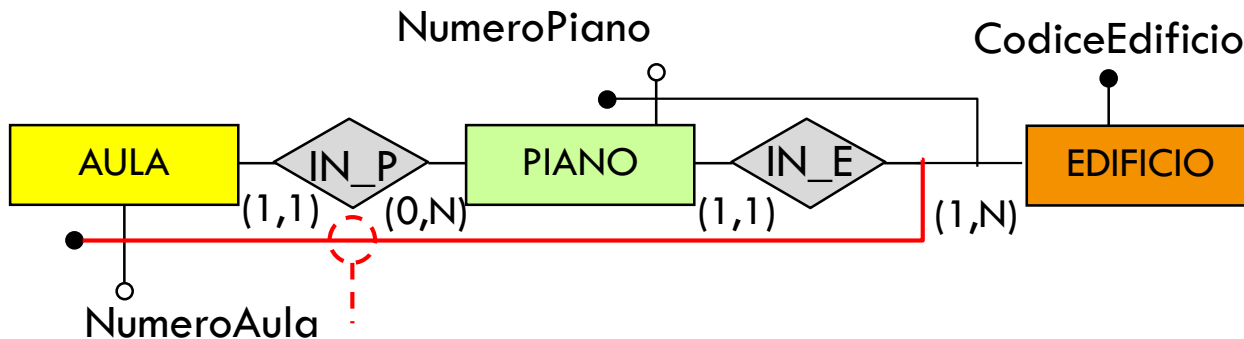 NumeroPiano
CodiceEdificio
AULA
IN_P
PIANO
IN_E
EDIFICIO
(1,1)
(0,N)
(1,1)
(1,N)
NumeroAula